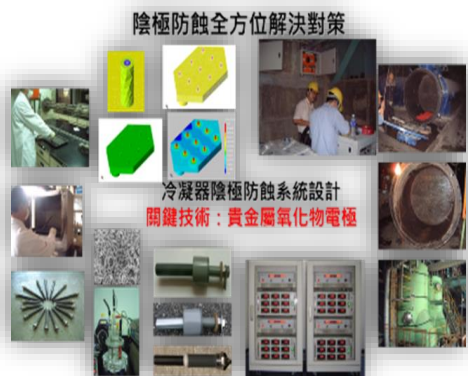 陰極防蝕全方位解決對策
冷凝器陰極防蝕系統設計
關鍵技術：貴金屬氧化物電極